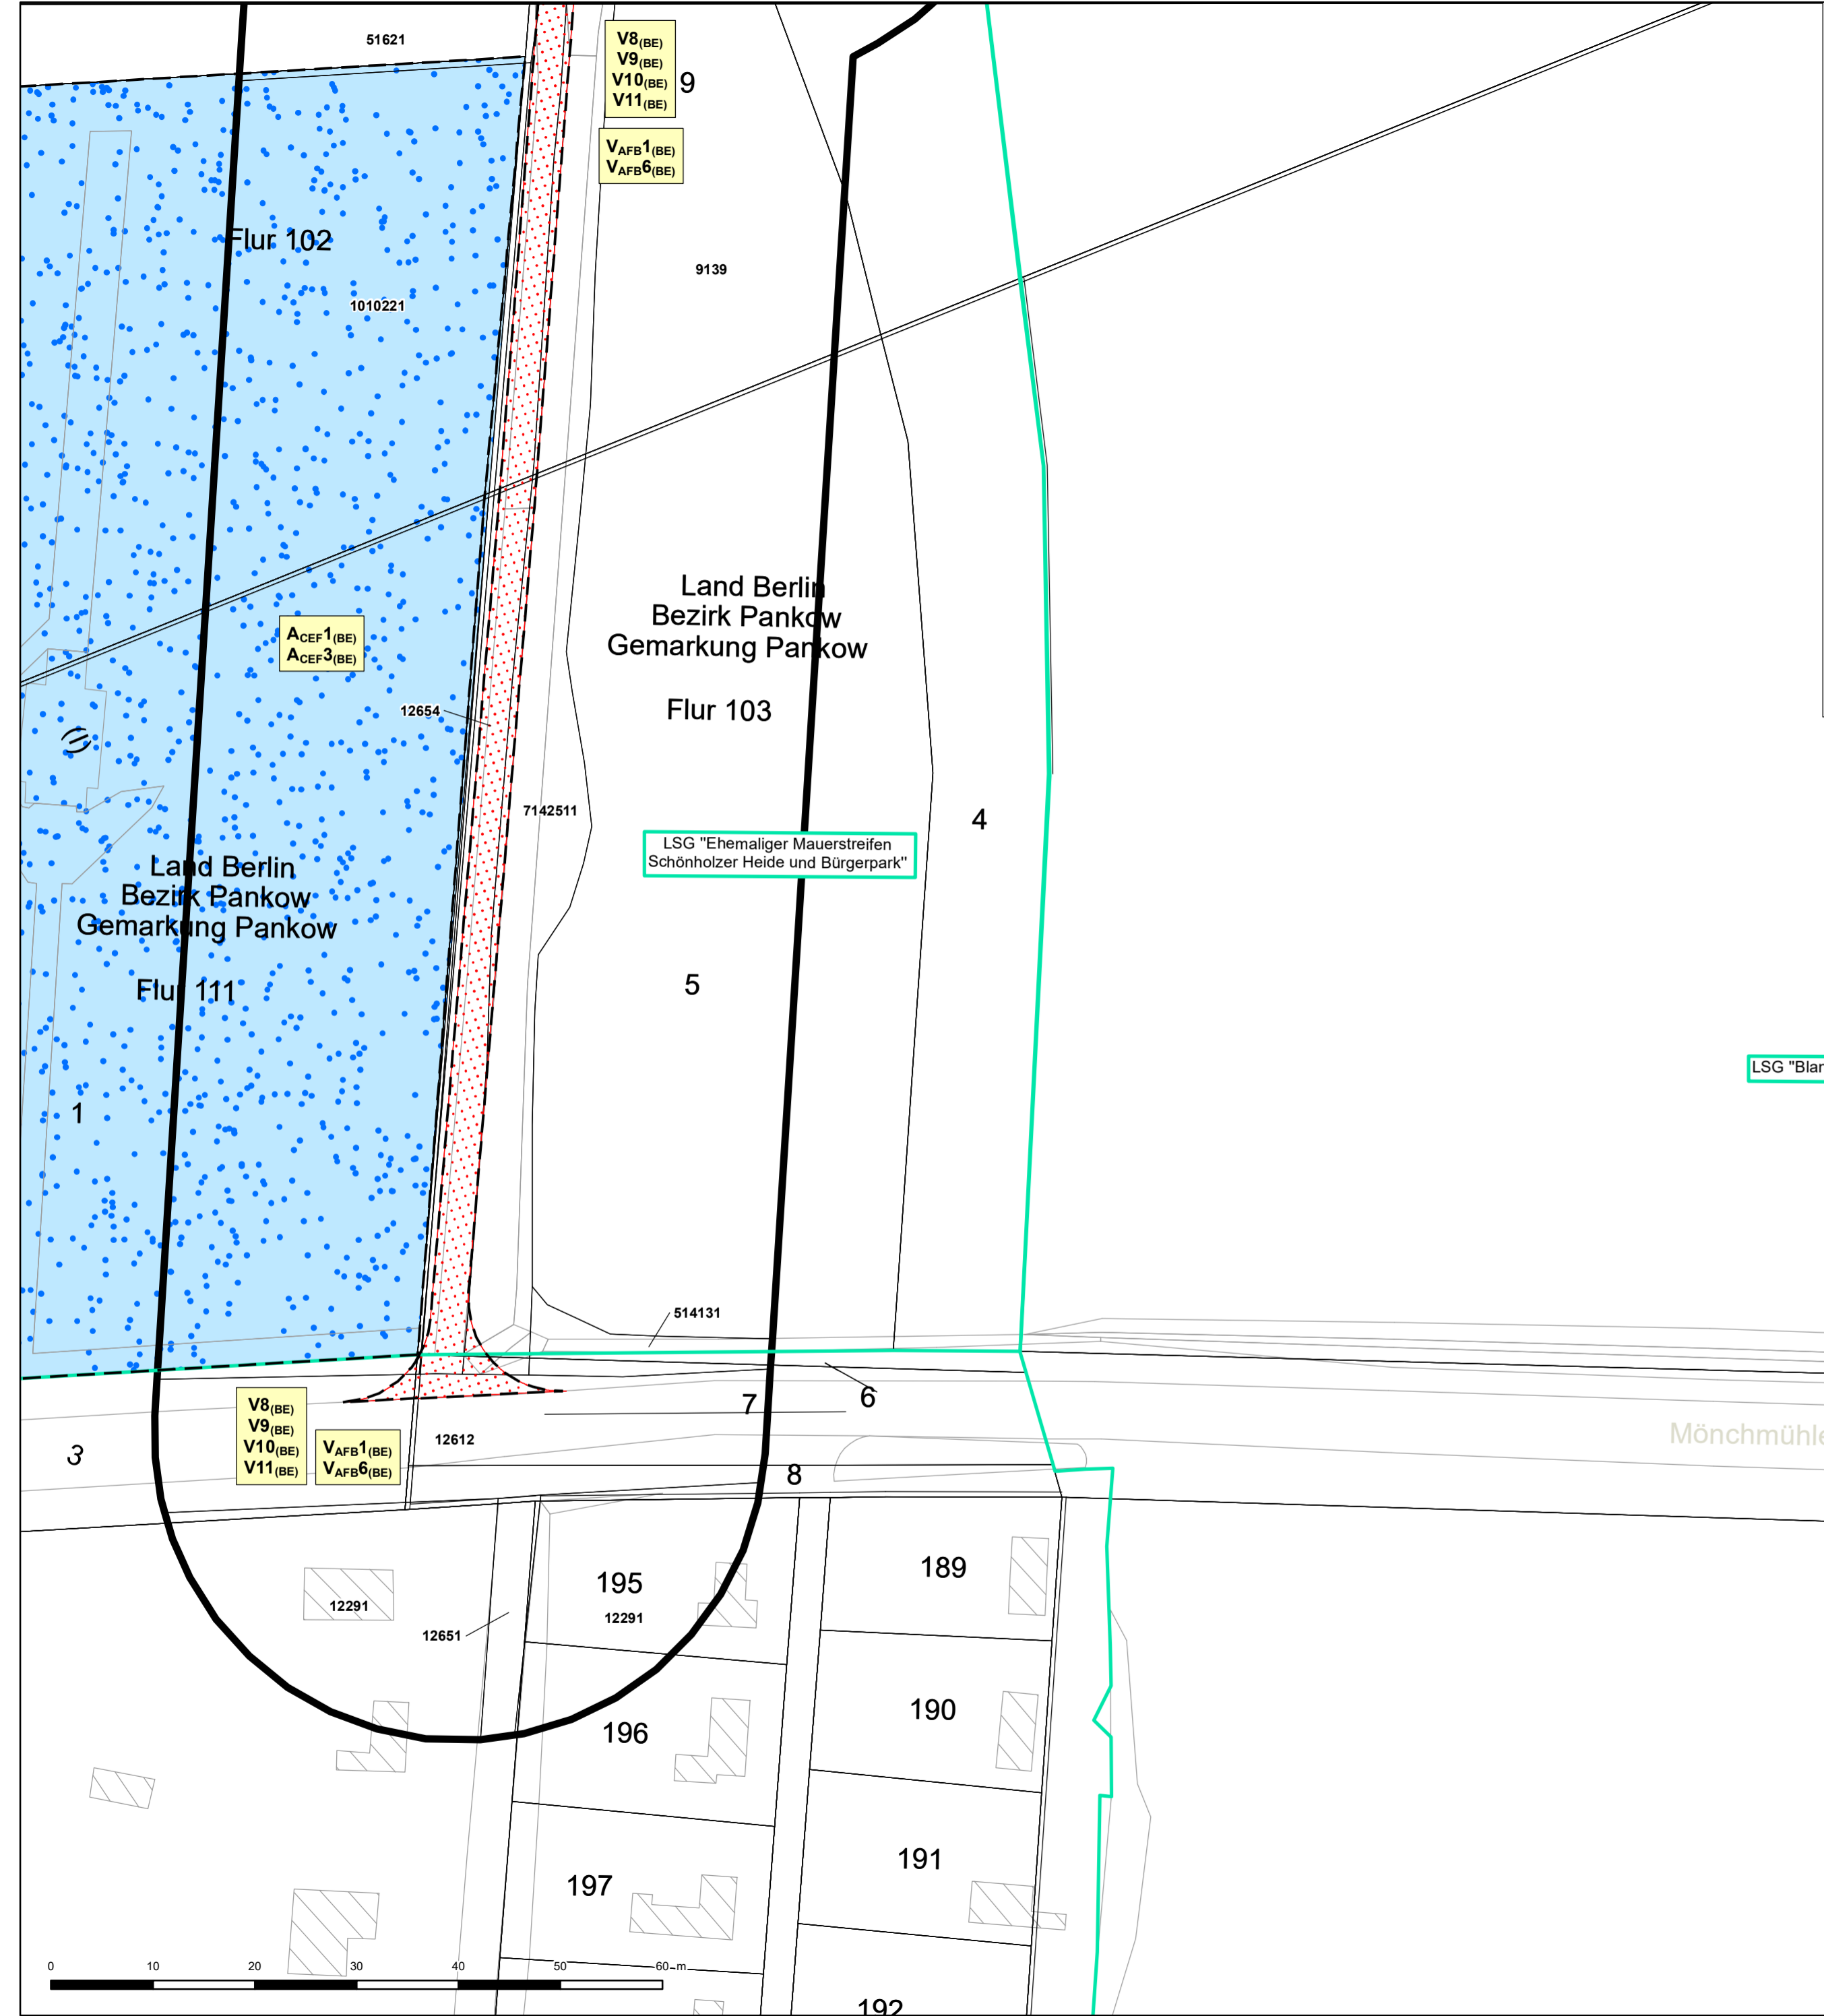 51621
V8(BE)
V9(BE)
V10(BE)
V11(BE)
9
VAFB1(BE)
VAFB6(BE)
Flur 102
9139
1010221
Land Berlin
Bezirk Pankow
Gemarkung Pankow
Flur 103
ACEF1(BE)
ACEF3(BE)
12654
7142511
4
LSG "Ehemaliger Mauerstreifen
Schönholzer Heide und Bürgerpark"
Land Berlin
Bezirk Pankow
Gemarkung Pankow
Flur 111
5
LSG "Blan
1
514131
7
6
V8(BE)
V9(BE)
V10(BE)
V11(BE)
VAFB1(BE)
VAFB6(BE)
12612
3
8
Mönchmühle
195
189
12291
12291
12651
196
190
197
191
192
0 10 20 30 40 50 60 m